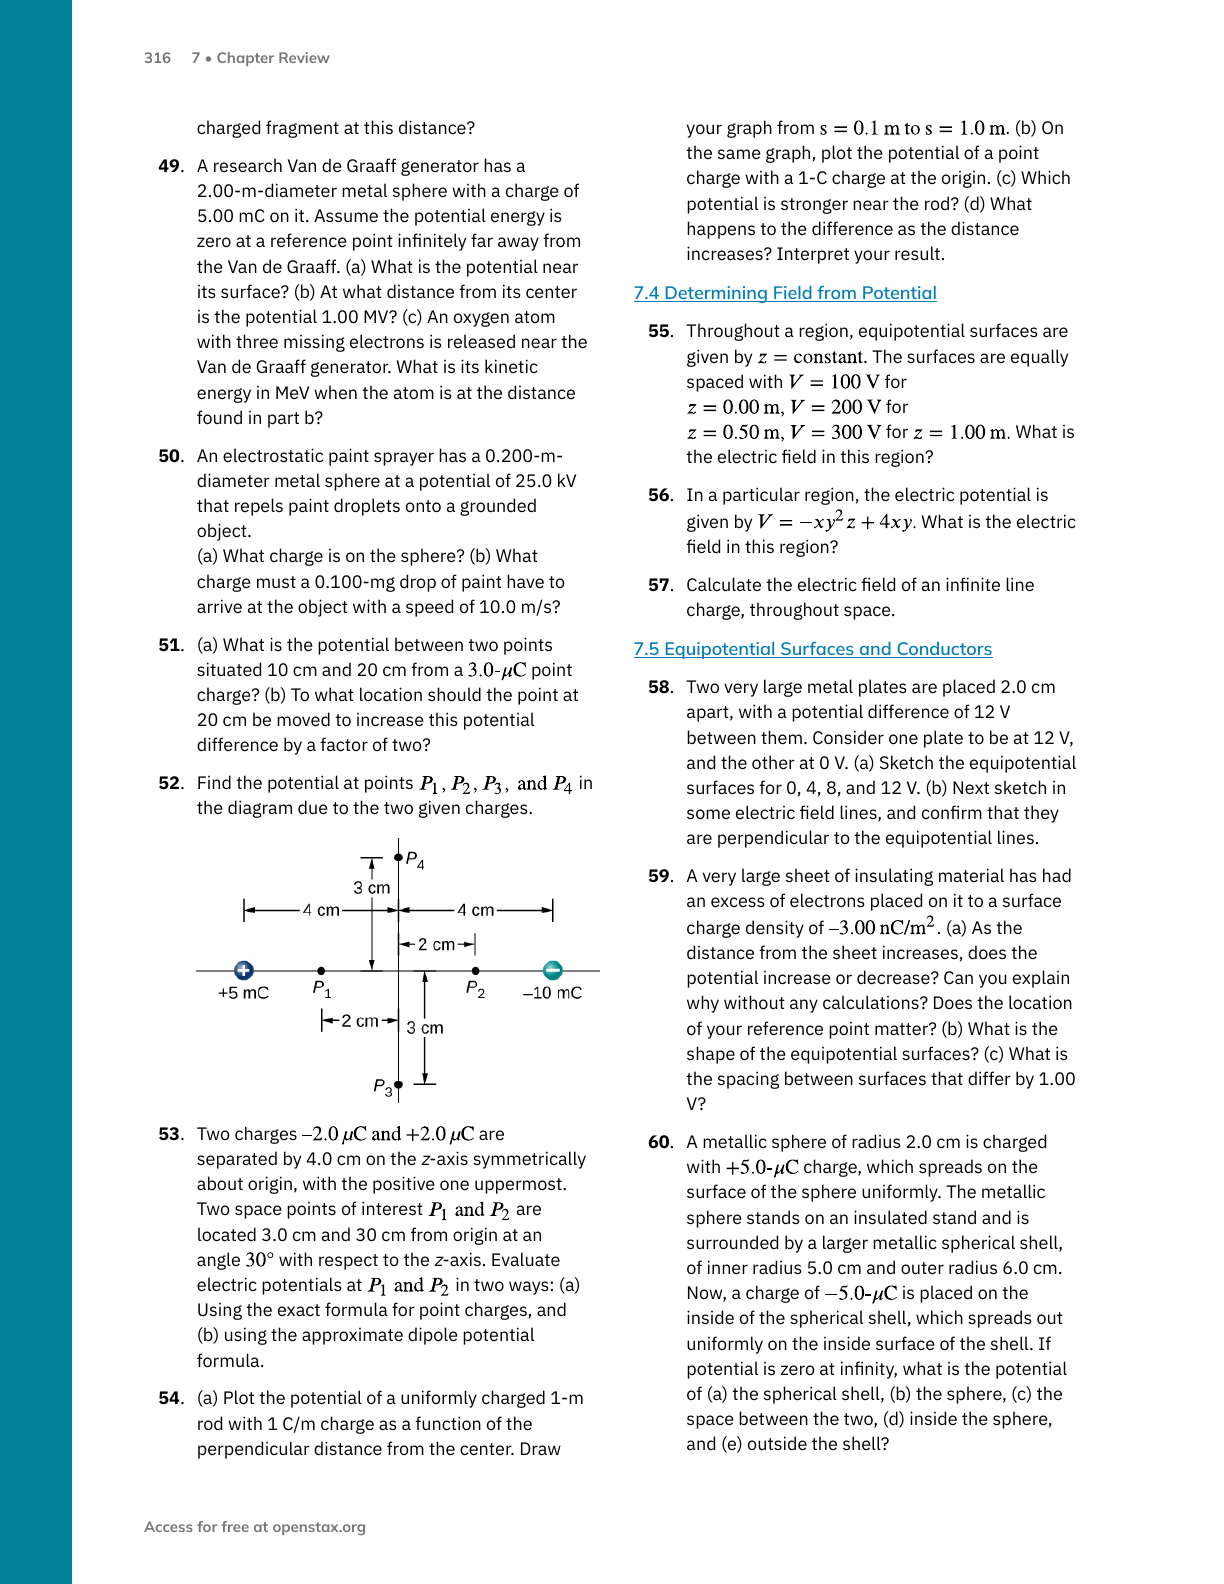 316 7 • Chapter Review
charged fragment at this distance?
49. A research Van de Graaff generator has a
2.00-m-diameter metal sphere with a charge of
5.00 mC on it. Assume the potential energy is
zero at a reference point infinitely far away from
the Van de Graaff. (a) What is the potential near
its surface? (b) At what distance from its center
is the potential 1.00 MV? (c) An oxygen atom
with three missing electrons is released near the
Van de Graaff generator. What is its kinetic
energy in MeV when the atom is at the distance
found in part b?
50. An electrostatic paint sprayer has a 0.200-m-
diameter metal sphere at a potential of 25.0 kV
that repels paint droplets onto a grounded
object.
(a) What charge is on the sphere? (b) What
charge must a 0.100-mg drop of paint have to
arrive at the object with a speed of 10.0 m/s?
51. (a) What is the potential between two points
situated 10 cm and 20 cm from a 3.0-μC point
charge? (b) To what location should the point at
20 cm be moved to increase this potential
difference by a factor of two?
52. Find the potential at points P₁, P₂, P₃, and P₄ in
the diagram due to the two given charges.
P₄
3 cm
4 cm 4 cm
2 cm
+5 mC P₁ P₂ –10 mC
2 cm 3 cm
P₃
53. Two charges –2.0 μC and +2.0 μC are
separated by 4.0 cm on the z-axis symmetrically
about origin, with the positive one uppermost.
Two space points of interest P₁ and P₂ are
located 3.0 cm and 30 cm from origin at an
angle 30° with respect to the z-axis. Evaluate
electric potentials at P₁ and P₂ in two ways: (a)
Using the exact formula for point charges, and
(b) using the approximate dipole potential
formula.
54. (a) Plot the potential of a uniformly charged 1-m
rod with 1 C/m charge as a function of the
perpendicular distance from the center. Draw
your graph from s = 0.1 m to s = 1.0 m. (b) On
the same graph, plot the potential of a point
charge with a 1-C charge at the origin. (c) Which
potential is stronger near the rod? (d) What
happens to the difference as the distance
increases? Interpret your result.
7.4 Determining Field from Potential
55. Throughout a region, equipotential surfaces are
given by z = constant. The surfaces are equally
spaced with V = 100 V for
z = 0.00 m, V = 200 V for
z = 0.50 m, V = 300 V for z = 1.00 m. What is
the electric field in this region?
56. In a particular region, the electric potential is
given by V = −xy²z + 4xy. What is the electric
field in this region?
57. Calculate the electric field of an infinite line
charge, throughout space.
7.5 Equipotential Surfaces and Conductors
58. Two very large metal plates are placed 2.0 cm
apart, with a potential difference of 12 V
between them. Consider one plate to be at 12 V,
and the other at 0 V. (a) Sketch the equipotential
surfaces for 0, 4, 8, and 12 V. (b) Next sketch in
some electric field lines, and confirm that they
are perpendicular to the equipotential lines.
59. A very large sheet of insulating material has had
an excess of electrons placed on it to a surface
charge density of –3.00 nC/m². (a) As the
distance from the sheet increases, does the
potential increase or decrease? Can you explain
why without any calculations? Does the location
of your reference point matter? (b) What is the
shape of the equipotential surfaces? (c) What is
the spacing between surfaces that differ by 1.00
V?
60. A metallic sphere of radius 2.0 cm is charged
with +5.0-μC charge, which spreads on the
surface of the sphere uniformly. The metallic
sphere stands on an insulated stand and is
surrounded by a larger metallic spherical shell,
of inner radius 5.0 cm and outer radius 6.0 cm.
Now, a charge of −5.0-μC is placed on the
inside of the spherical shell, which spreads out
uniformly on the inside surface of the shell. If
potential is zero at infinity, what is the potential
of (a) the spherical shell, (b) the sphere, (c) the
space between the two, (d) inside the sphere,
and (e) outside the shell?
Access for free at openstax.org